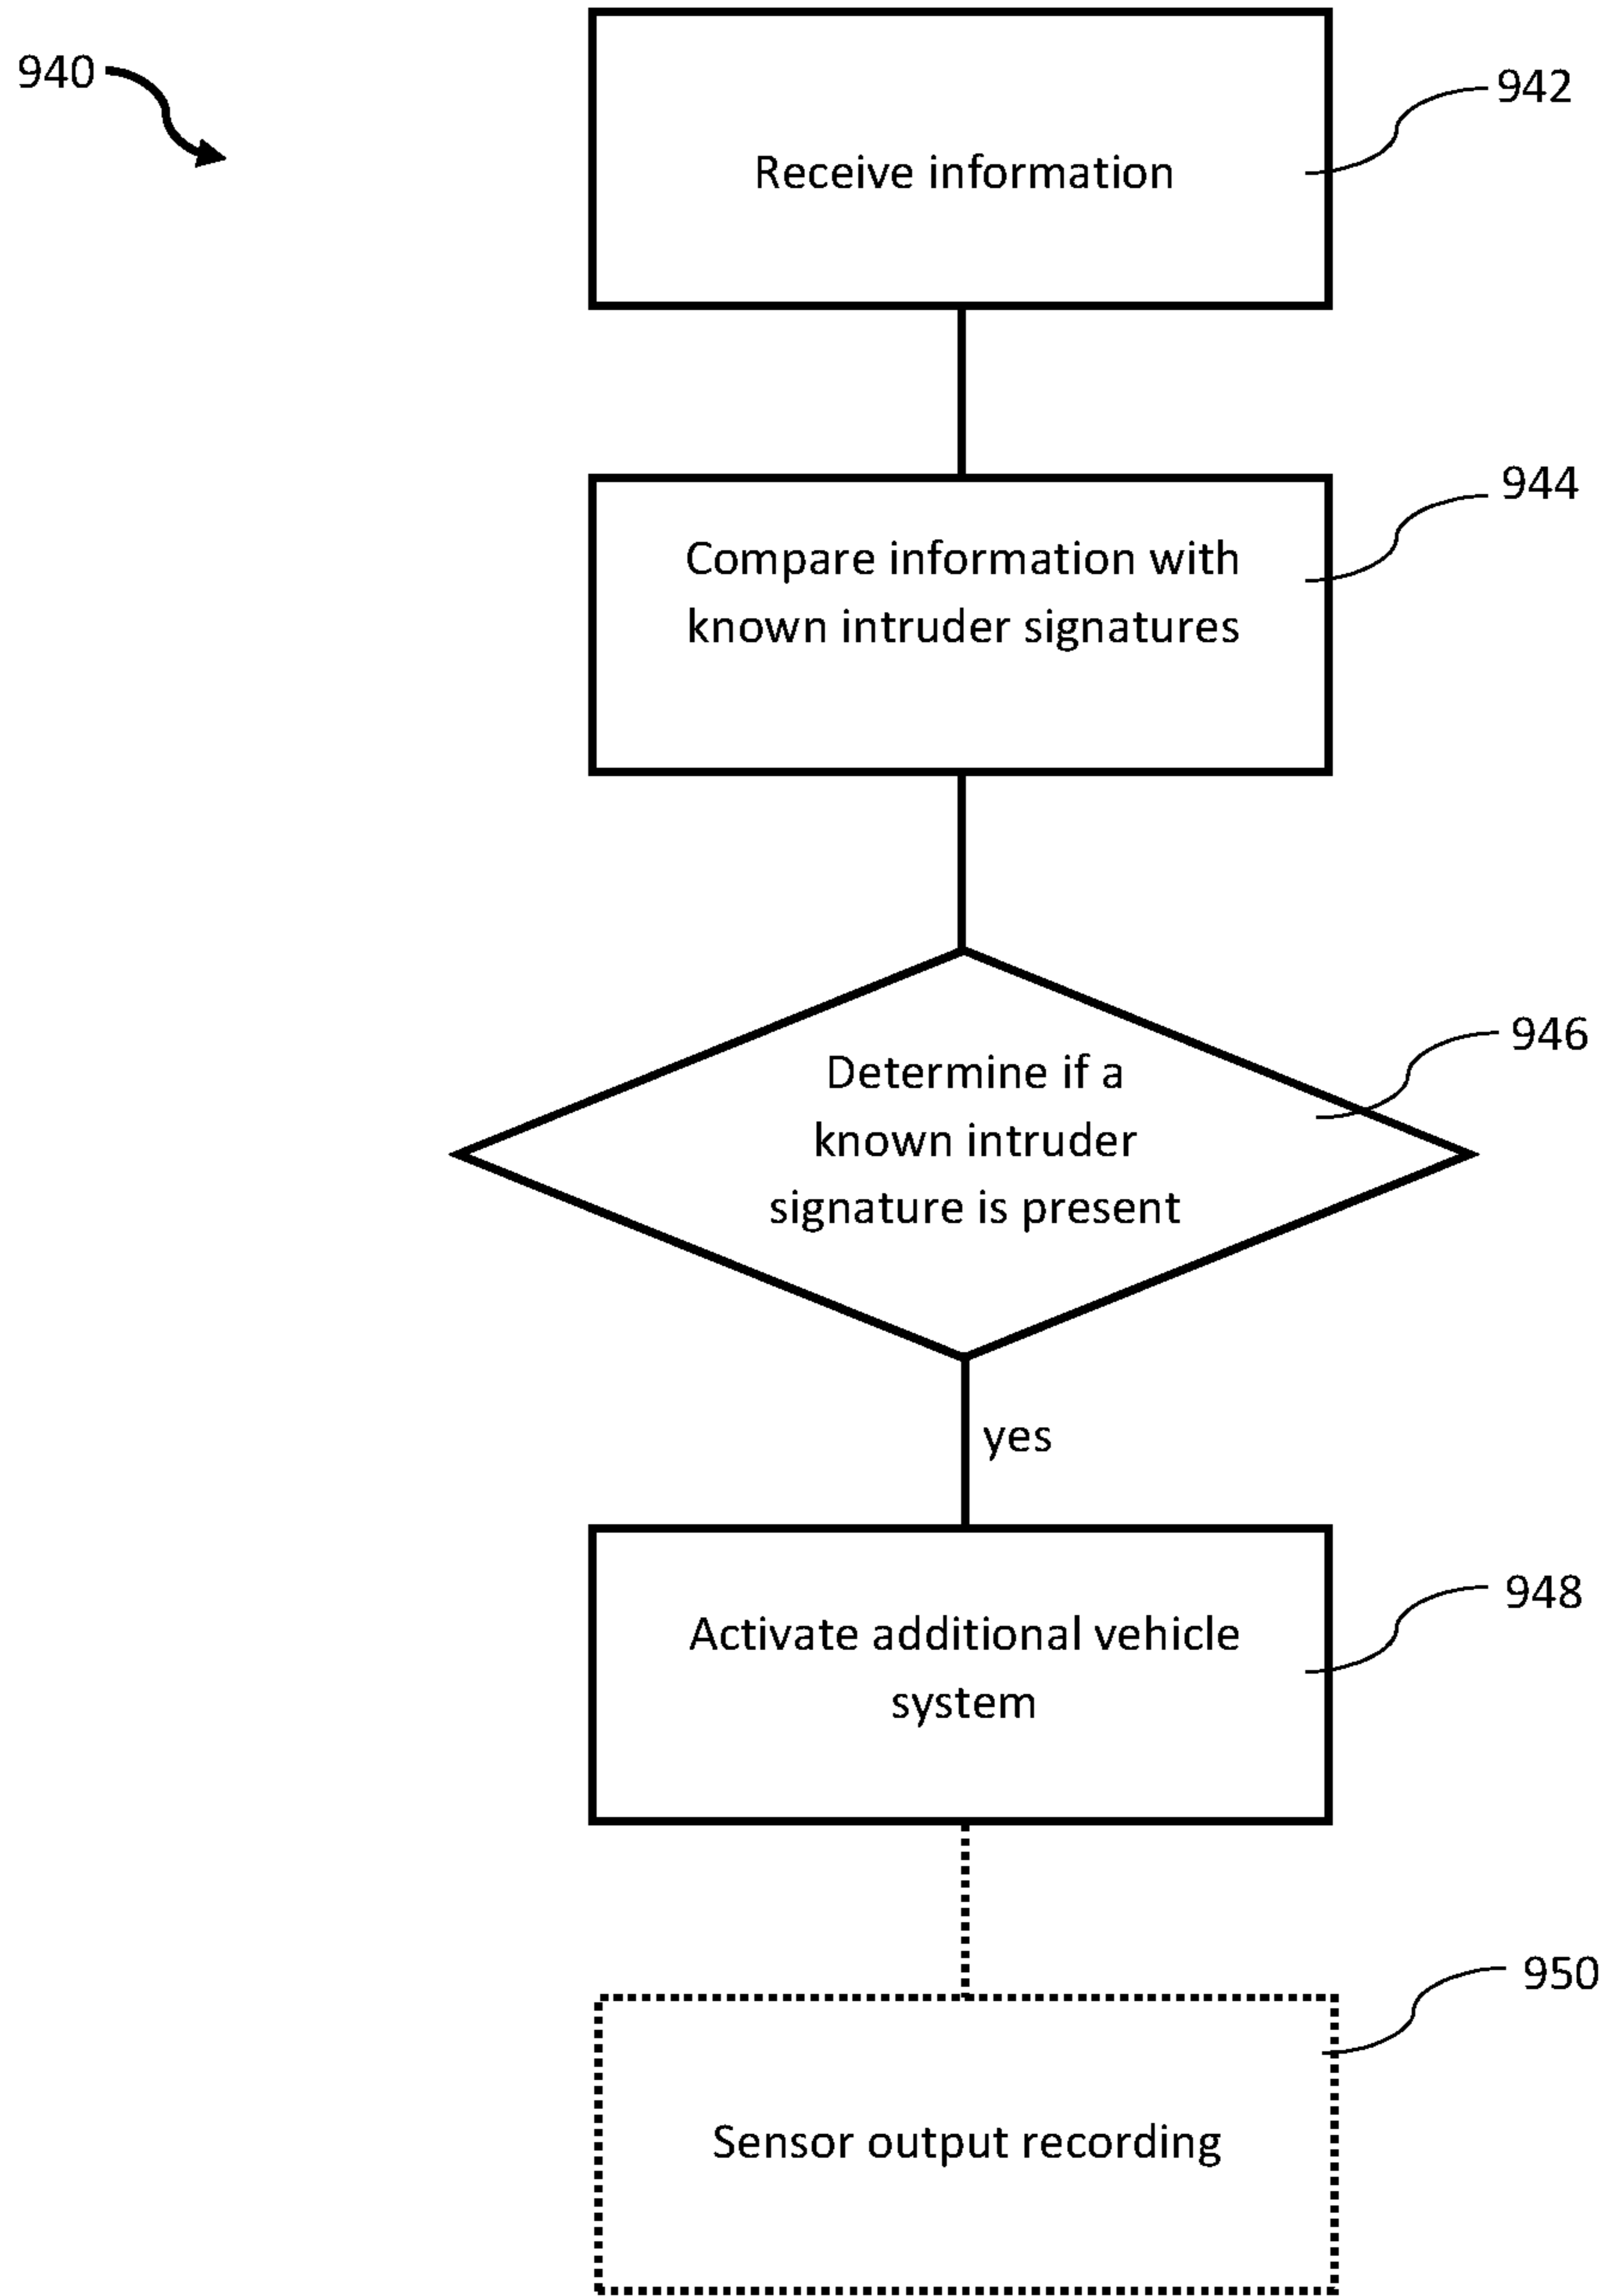 940
942
Receive information
944
Compare information with
known intruder signatures
946
Determine if a
known intruder
signature is present
yes
948
Activate additional vehicle
system
950
Sensor output recording